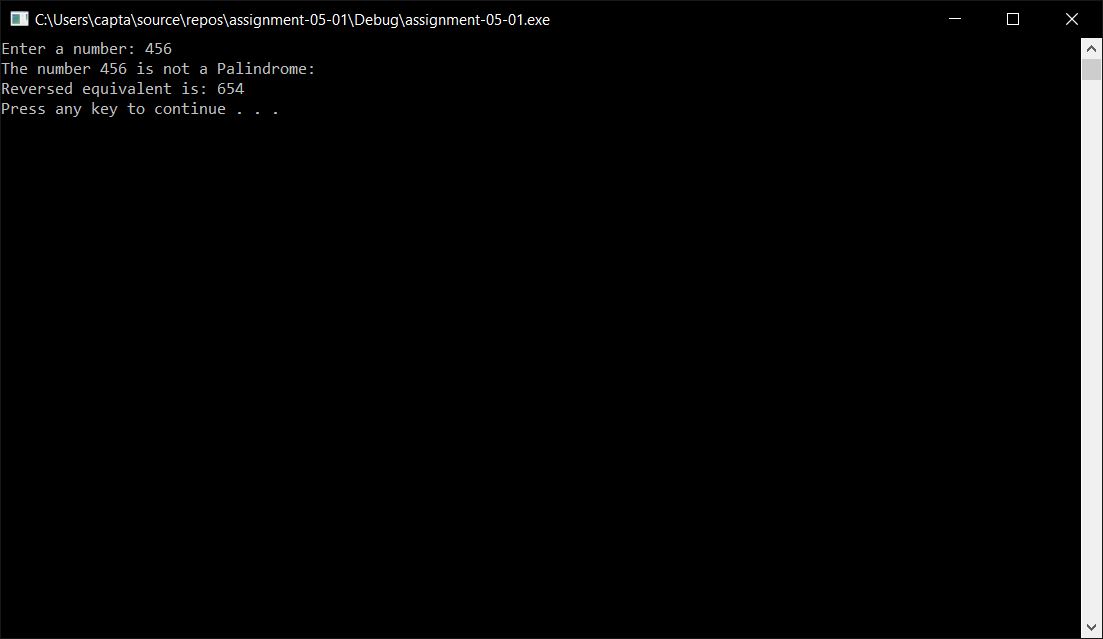 C:\Users\capta\source\repos\assignment-05-01\Debug\assignment-05-01.exe
Enter a number: 456
The number 456 is not a Palindrome:
Reversed equivalent is: 654
Press any key to continue . . .